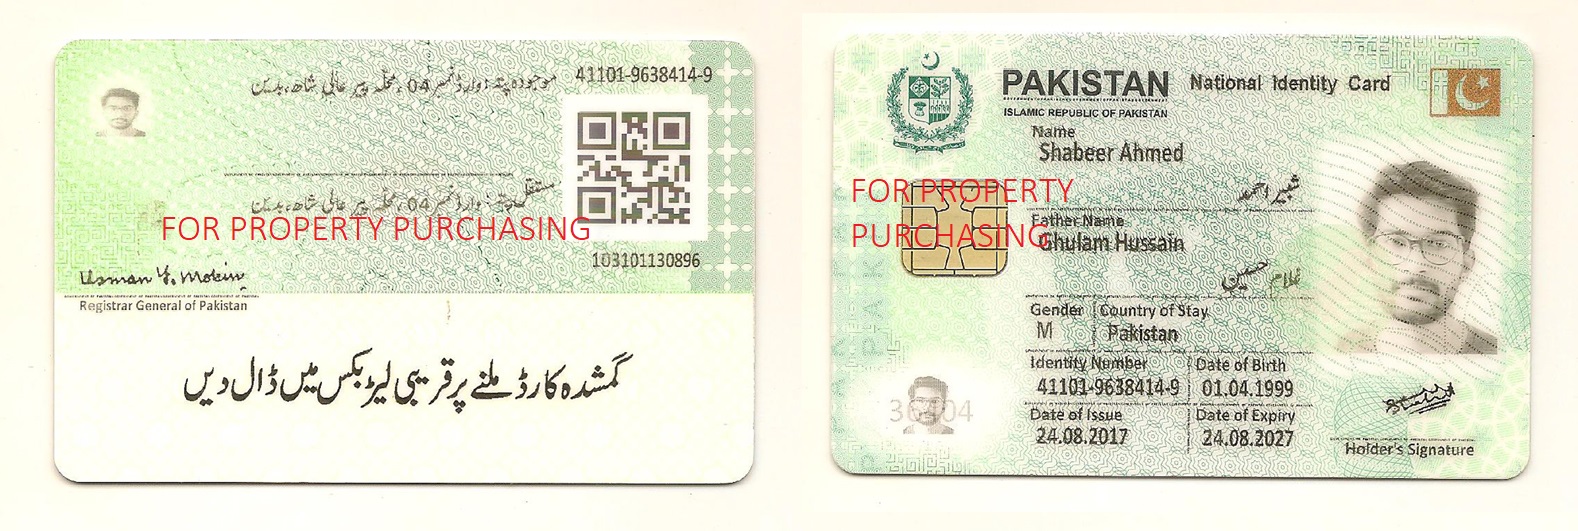 41101-9638414-9
موجودہ پتہ: وارڈ نمبر 04، محلہ پیر عالی شاہ، بدین
مستقل پتہ: وارڈ نمبر 04، محلہ پیر عالی شاہ، بدین
FOR PROPERTY PURCHASING
103101130896
Usman Y. Mobin
Registrar General of Pakistan
گمشدہ کارڈ ملنے پر قریبی لیٹر بکس میں ڈال دیں
PAKISTAN National Identity Card
ISLAMIC REPUBLIC OF PAKISTAN
Name
Shabeer Ahmed
شبیر احمد
FOR PROPERTY
PURCHASING
Father Name
Ghulam Hussain
غلام حسین
Gender Country of Stay
M Pakistan
Identity Number Date of Birth
41101-9638414-9 01.04.1999
Date of Issue Date of Expiry
24.08.2017 24.08.2027
Holder's Signature